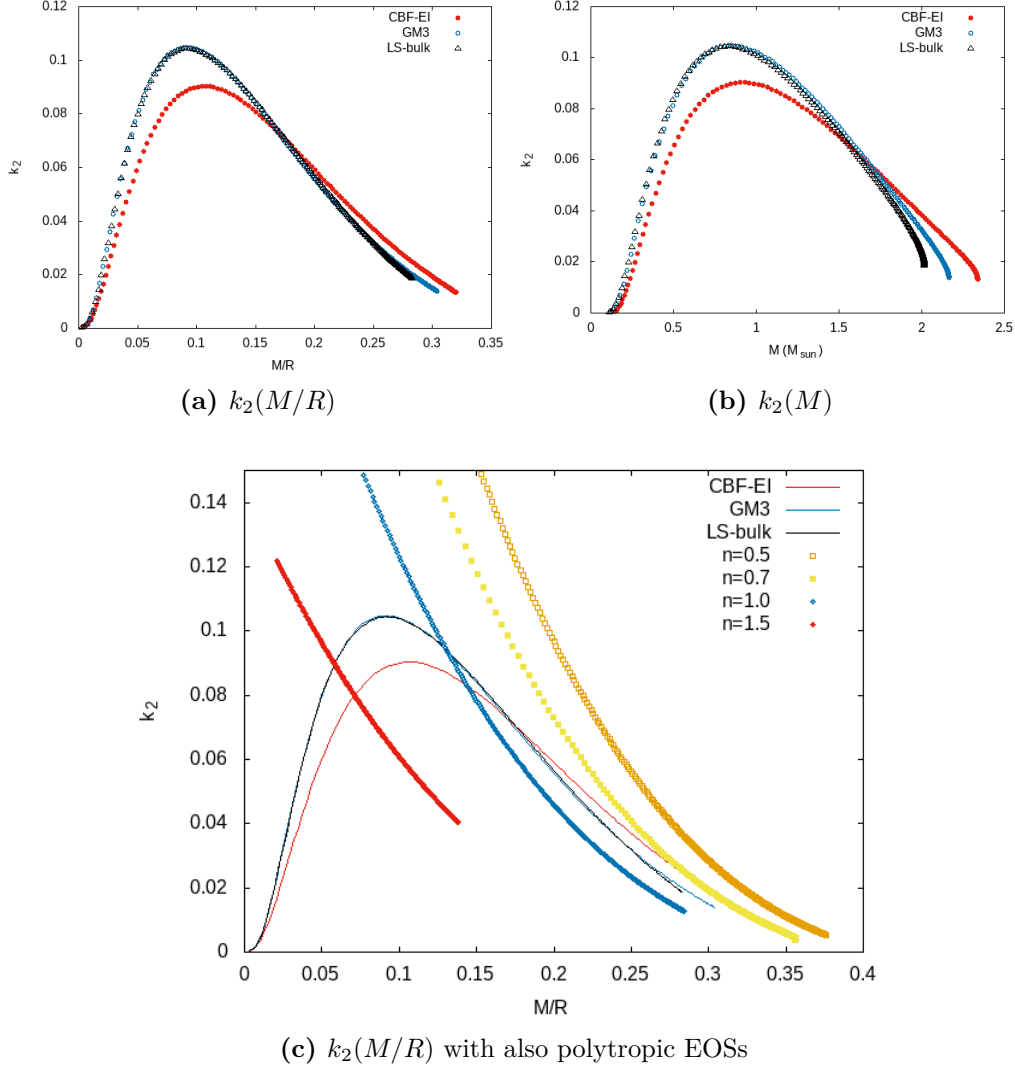 CBF-EI
GM3
LS-bulk
0.12
0.1
0.08
0.06
0.04
0.02
0
k2
0 0.05 0.1 0.15 0.2 0.25 0.3 0.35
M/R
(a) k2(M/R)
CBF-EI
GM3
LS-bulk
0.12
0.1
0.08
0.06
0.04
0.02
0
k2
0 0.5 1 1.5 2 2.5
M (Msun)
(b) k2(M)
CBF-EI
GM3
LS-bulk
n=0.5
n=0.7
n=1.0
n=1.5
0.14
0.12
0.1
0.08
0.06
0.04
0.02
0
k2
0 0.05 0.1 0.15 0.2 0.25 0.3 0.35 0.4
M/R
(c) k2(M/R) with also polytropic EOSs